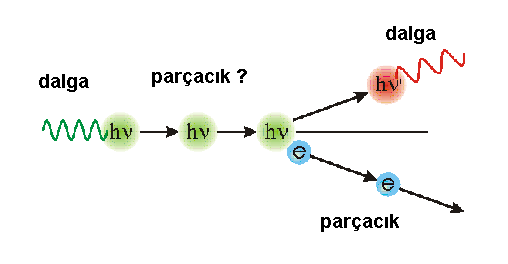 dalga
dalga
parçacık ?
hν
hν
hν
hν'
e
e
parçacık